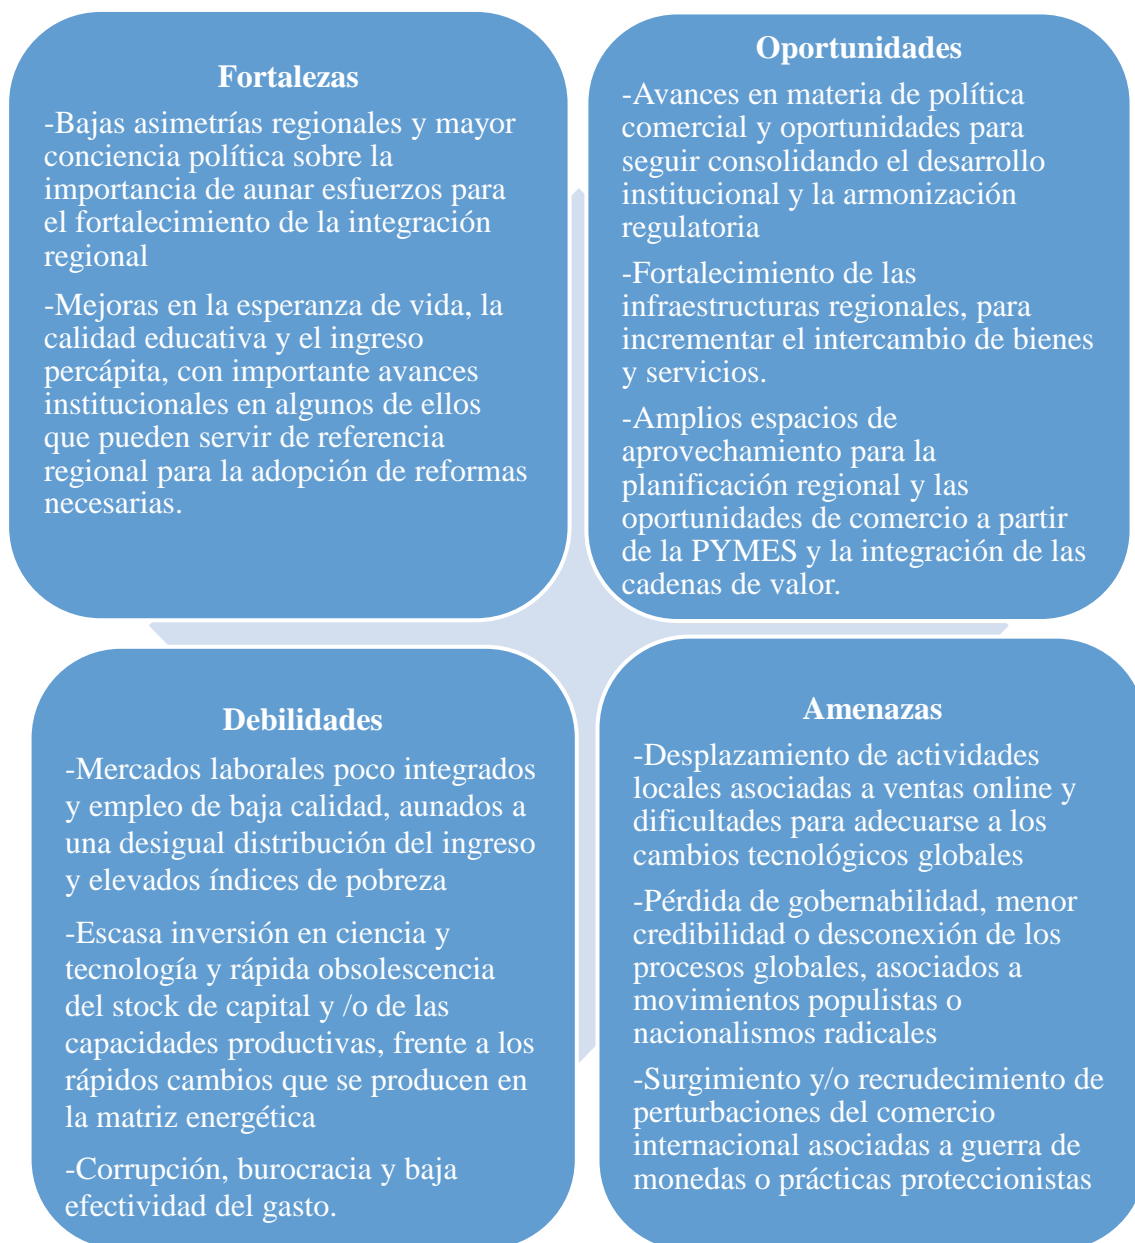 Fortalezas
-Bajas asimetrías regionales y mayor
conciencia política sobre la
importancia de aunar esfuerzos para
el fortalecimiento de la integración
regional
-Mejoras en la esperanza de vida, la
calidad educativa y el ingreso
percápita, con importante avances
institucionales en algunos de ellos
que pueden servir de referencia
regional para la adopción de reformas
necesarias.
Oportunidades
-Avances en materia de política
comercial y oportunidades para
seguir consolidando el desarrollo
institucional y la armonización
regulatoria
-Fortalecimiento de las
infraestructuras regionales, para
incrementar el intercambio de bienes
y servicios.
-Amplios espacios de
aprovechamiento para la
planificación regional y las
oportunidades de comercio a partir
de la PYMES y la integración de las
cadenas de valor.
Debilidades
-Mercados laborales poco integrados
y empleo de baja calidad, aunados a
una desigual distribución del ingreso
y elevados índices de pobreza
-Escasa inversión en ciencia y
tecnología y rápida obsolescencia
del stock de capital y /o de las
capacidades productivas, frente a los
rápidos cambios que se producen en
la matriz energética
-Corrupción, burocracia y baja
efectividad del gasto.
Amenazas
-Desplazamiento de actividades
locales asociadas a ventas online y
dificultades para adecuarse a los
cambios tecnológicos globales
-Pérdida de gobernabilidad, menor
credibilidad o desconexión de los
procesos globales, asociados a
movimientos populistas o
nacionalismos radicales
-Surgimiento y/o recrudecimiento de
perturbaciones del comercio
internacional asociadas a guerra de
monedas o prácticas proteccionistas